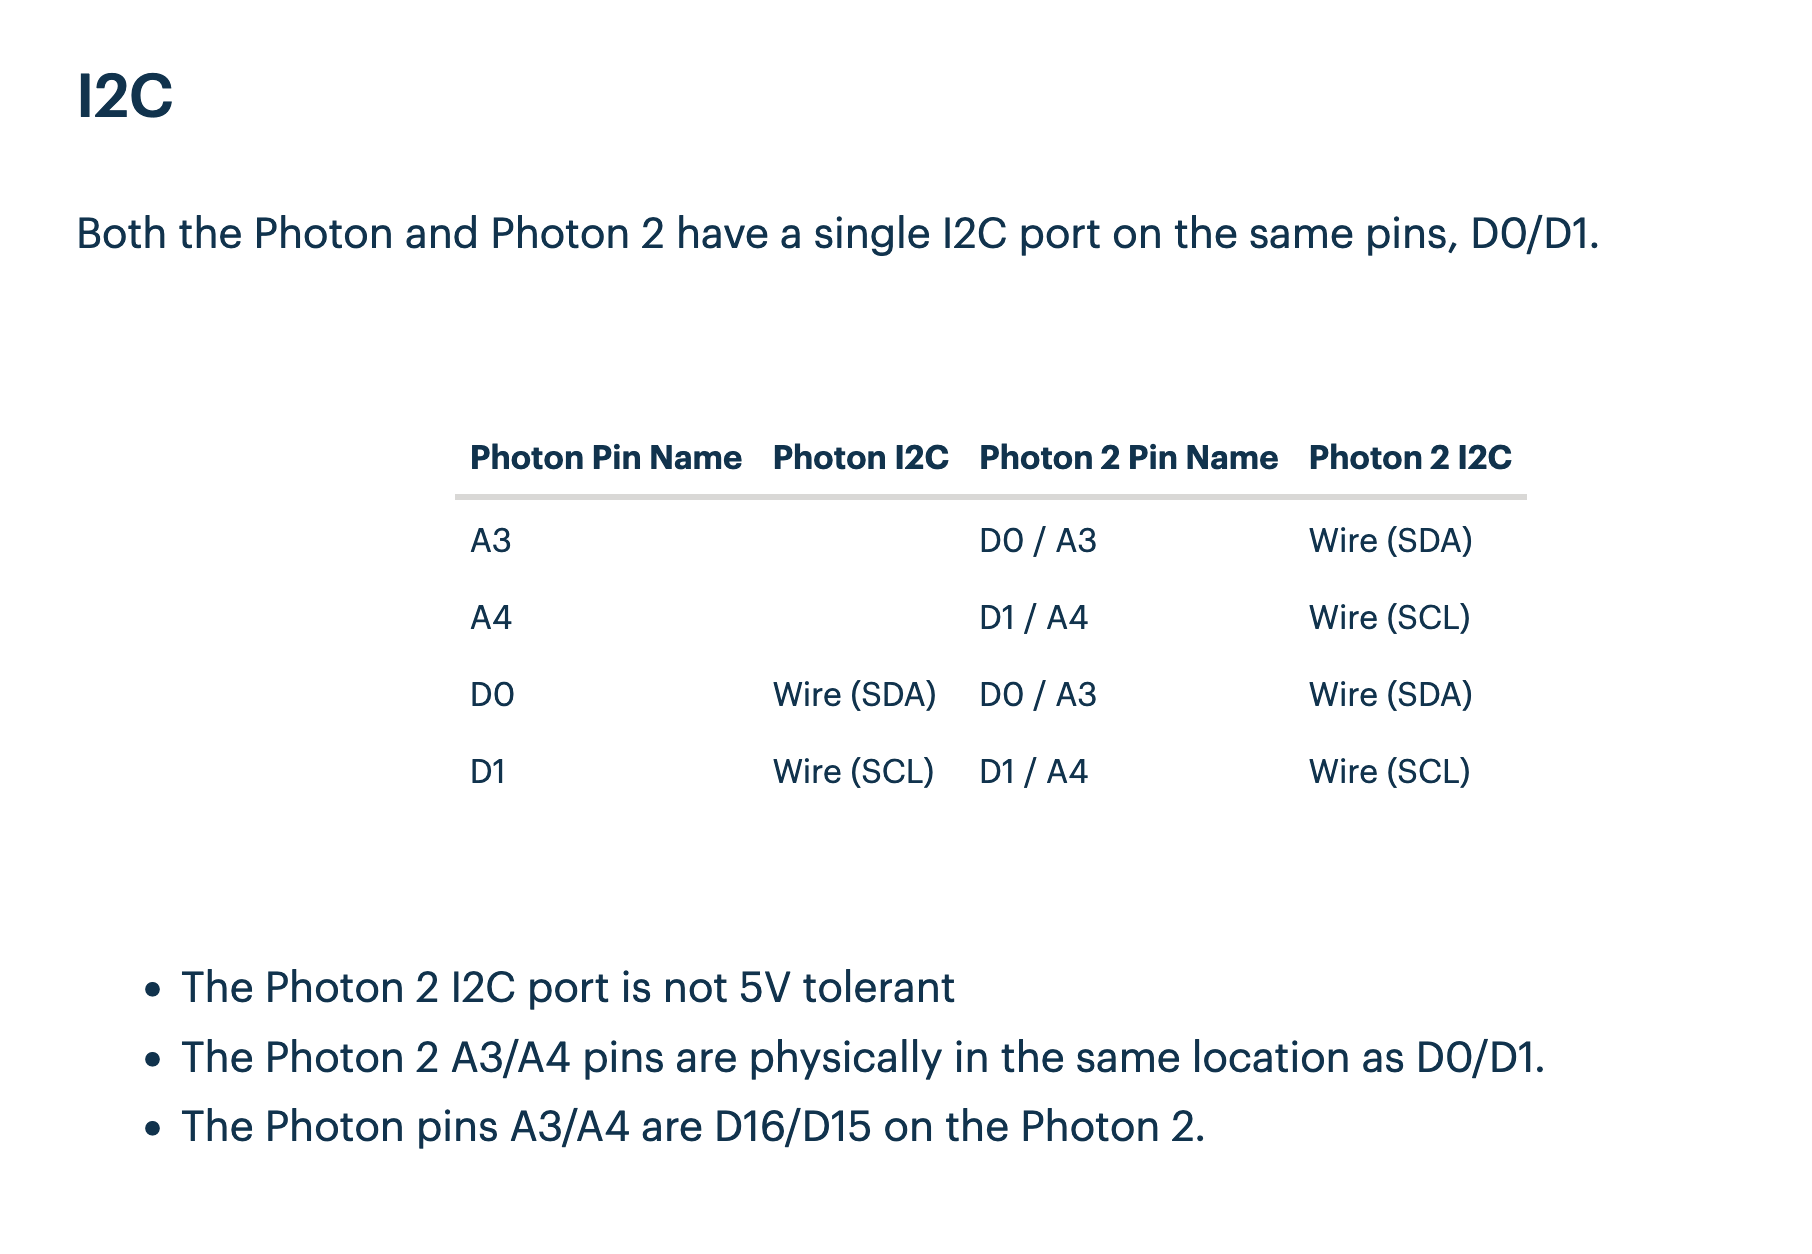 I2C
Both the Photon and Photon 2 have a single I2C port on the same pins, D0/D1.
Photon Pin Name Photon I2C Photon 2 Pin Name Photon 2 I2C
A3 D0 / A3 Wire (SDA)
A4 D1 / A4 Wire (SCL)
D0 Wire (SDA) D0 / A3 Wire (SDA)
D1 Wire (SCL) D1 / A4 Wire (SCL)
• The Photon 2 I2C port is not 5V tolerant
• The Photon 2 A3/A4 pins are physically in the same location as D0/D1.
• The Photon pins A3/A4 are D16/D15 on the Photon 2.